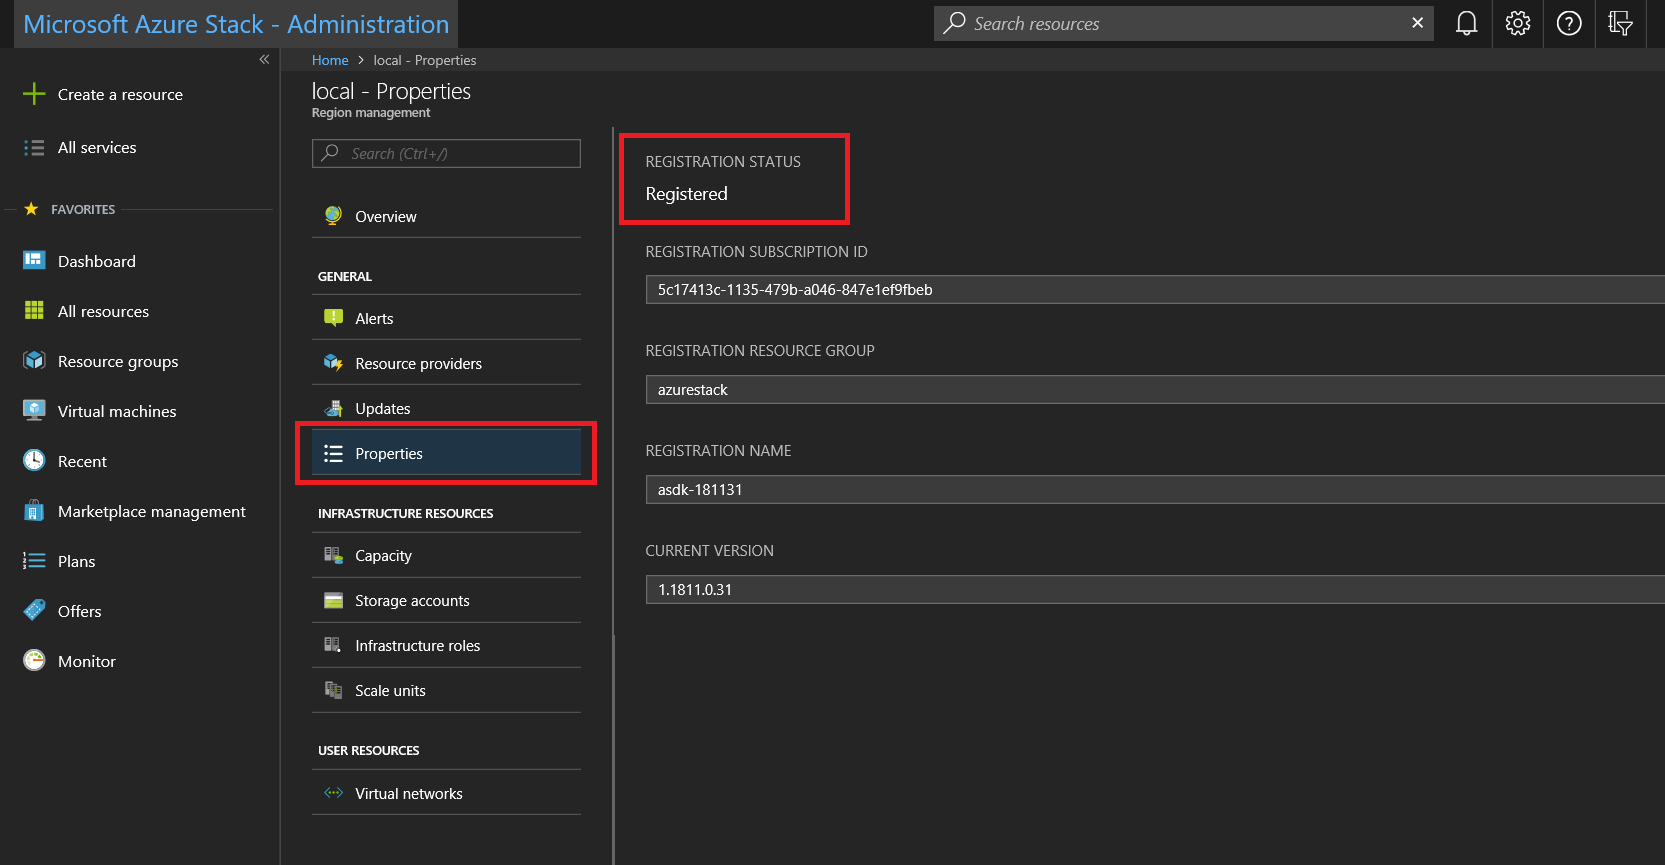 Microsoft Azure Stack - Administration
Search resources
Home > local - Properties
local - Properties
Region management
Create a resource
All services
FAVORITES
Dashboard
All resources
Resource groups
Virtual machines
Recent
Marketplace management
Plans
Offers
Monitor
Search (Ctrl+/)
Overview
GENERAL
Alerts
Resource providers
Updates
Properties
INFRASTRUCTURE RESOURCES
Capacity
Storage accounts
Infrastructure roles
Scale units
USER RESOURCES
Virtual networks
REGISTRATION STATUS
Registered
REGISTRATION SUBSCRIPTION ID
5c17413c-1135-479b-a046-847e1ef9fbeb
REGISTRATION RESOURCE GROUP
azurestack
REGISTRATION NAME
asdk-181131
CURRENT VERSION
1.1811.0.31